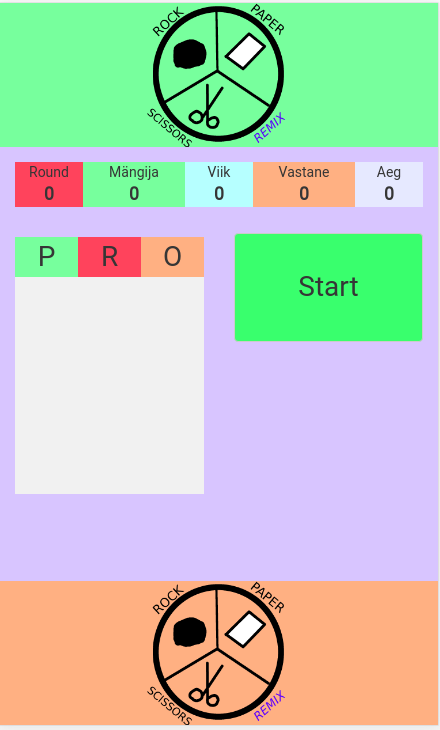 ROCK PAPER
SCISSORS REMIX
Round Mängija Viik Vastane Aeg
0 0 0 0 0
P R O
Start
ROCK PAPER
SCISSORS REMIX